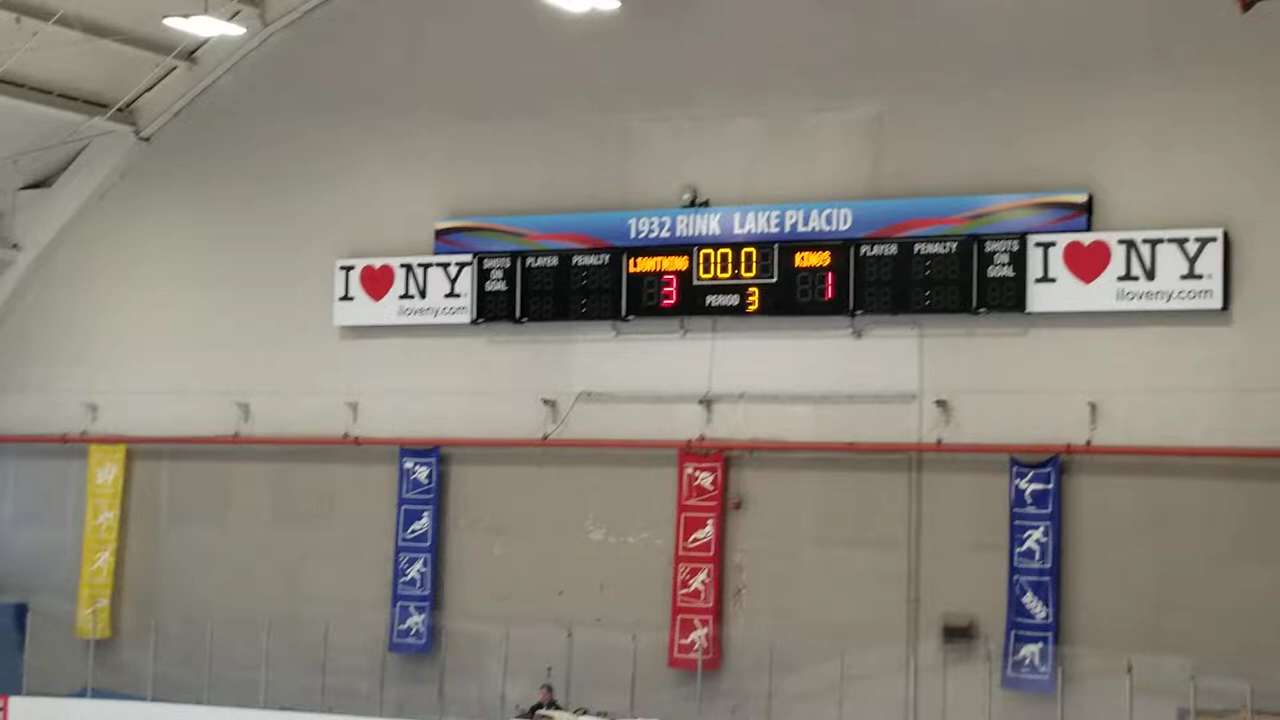 1932 RINK LAKE PLACID
I ❤ NY
iloveny.com
SHOTS ON GOAL
PLAYER PENALTY
LIGHTNING 00.0 KINGS
3 PERIOD 3 1
PLAYER PENALTY
SHOTS ON GOAL
I ❤ NY
iloveny.com